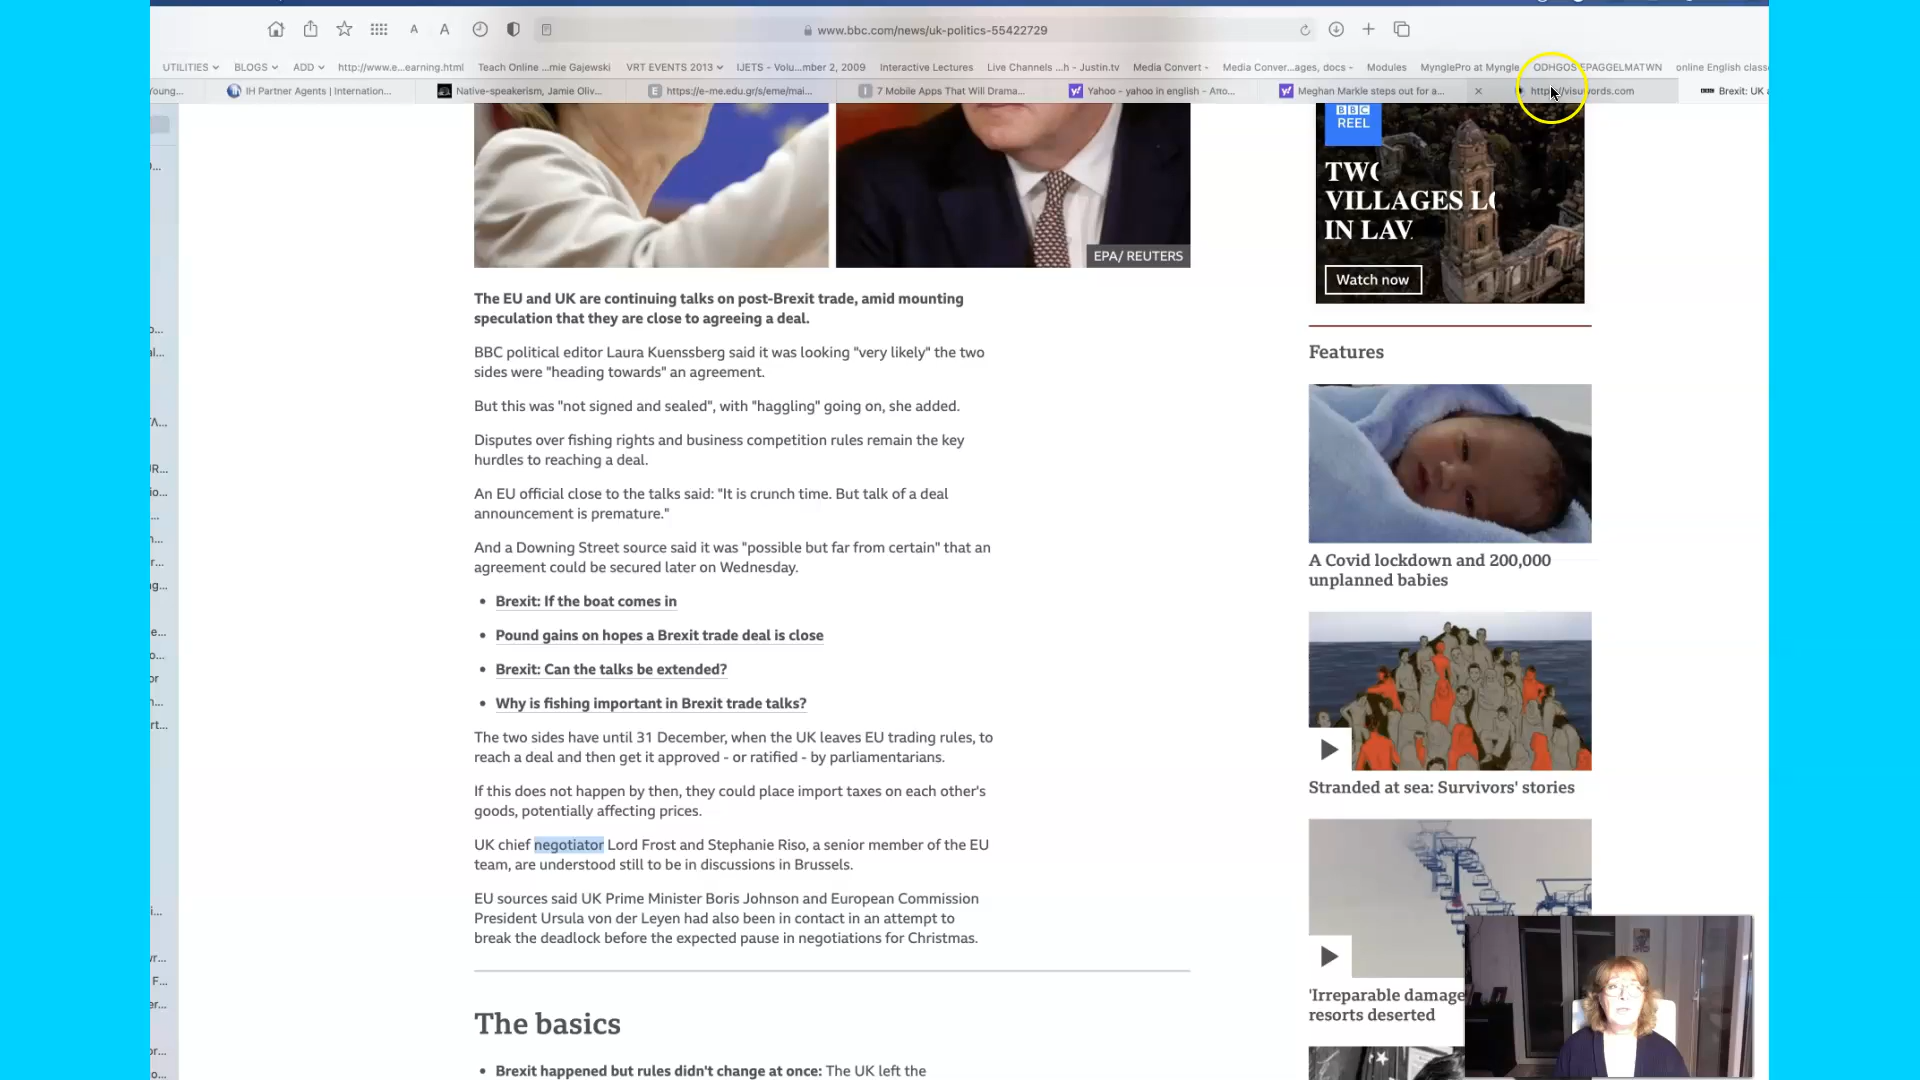 www.bbc.com/news/uk-politics-55422729
UTILITIES BLOGS ADD http://www.e...earning.html Teach Online ...mie Gajewski VRT EVENTS 2013 IJETS - Volu...mber 2, 2009 Interactive Lectures Live Channels ...h - Justin.tv Media Convert - Media Conver...ages, docs - Modules MynglePro at Myngle ODHGOS EPAGGELMATWN online English class
Young... IH Partner Agents | Internation... Native-speakerism, Jamie Oliv... https://e-me.edu.gr/s/eme/mai... 7 Mobile Apps That Will Drama... Yahoo - yahoo in english - Απο... Meghan Markle steps out for a... visuwords.com Brexit: UK a
EPA/ REUTERS
The EU and UK are continuing talks on post-Brexit trade, amid mounting
speculation that they are close to agreeing a deal.
BBC political editor Laura Kuenssberg said it was looking "very likely" the two
sides were "heading towards" an agreement.
But this was "not signed and sealed", with "haggling" going on, she added.
Disputes over fishing rights and business competition rules remain the key
hurdles to reaching a deal.
An EU official close to the talks said: "It is crunch time. But talk of a deal
announcement is premature."
And a Downing Street source said it was "possible but far from certain" that an
agreement could be secured later on Wednesday.
• Brexit: If the boat comes in
• Pound gains on hopes a Brexit trade deal is close
• Brexit: Can the talks be extended?
• Why is fishing important in Brexit trade talks?
The two sides have until 31 December, when the UK leaves EU trading rules, to
reach a deal and then get it approved - or ratified - by parliamentarians.
If this does not happen by then, they could place import taxes on each other's
goods, potentially affecting prices.
UK chief negotiator Lord Frost and Stephanie Riso, a senior member of the EU
team, are understood still to be in discussions in Brussels.
EU sources said UK Prime Minister Boris Johnson and European Commission
President Ursula von der Leyen had also been in contact in an attempt to
break the deadlock before the expected pause in negotiations for Christmas.
The basics
• Brexit happened but rules didn't change at once: The UK left the
BBC
REEL
TWO
VILLAGES LO
IN LAV
Watch now
Features
A Covid lockdown and 200,000
unplanned babies
Stranded at sea: Survivors' stories
'Irreparable damage
resorts deserted